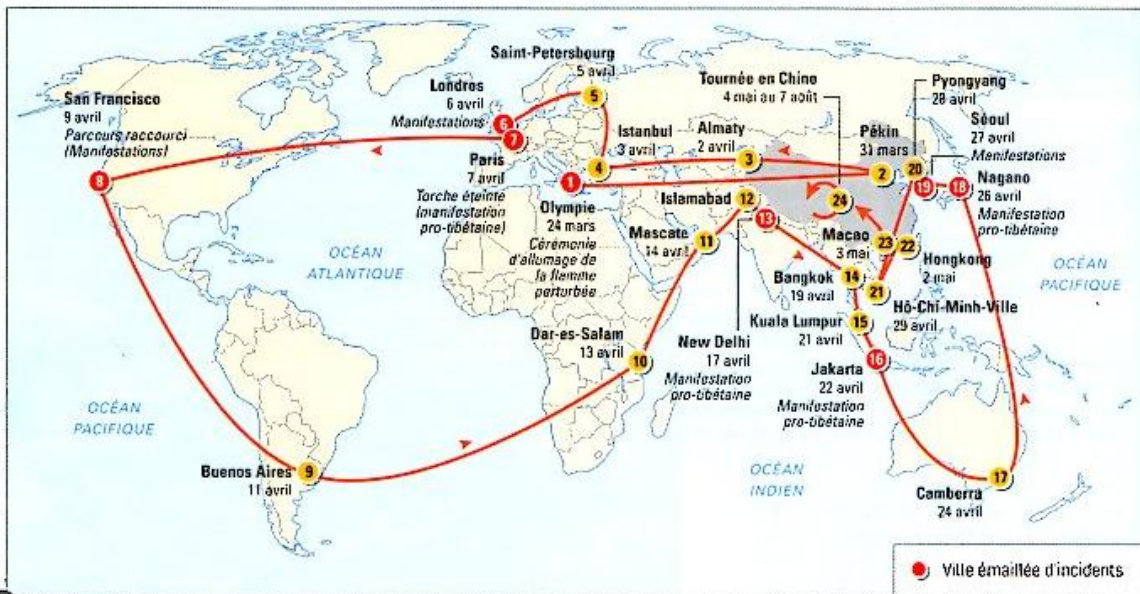 Saint-Petersbourg
5 avril
Londres
6 avril
Manifestations
San Francisco
9 avril
Parcours raccourci
(Manifestations)
Tournée en Chine
4 mai au 7 août
Pyongyang
28 avril
Séoul
27 avril
Manifestations
Istanbul
3 avril
Almaty
2 avril
Pékin
31 mars
Paris
7 avril
Torche éteinte
(manifestation
pro-tibétaine)
Olympie
24 mars
Cérémonie
d'allumage de
la flamme
perturbée
Islamabad
Mascate
14 avril
Nagano
26 avril
Manifestation
pro-tibétaine
Macao
3 mai
Hongkong
2 mai
Bangkok
19 avril
Hô-Chi-Minh-Ville
29 avril
Kuala Lumpur
21 avril
New Delhi
17 avril
Manifestation
pro-tibétaine
Jakarta
22 avril
Manifestation
pro-tibétaine
Dar-es-Salam
13 avril
Buenos Aires
11 avril
Camberra
24 avril
OCÉAN
ATLANTIQUE
OCÉAN
PACIFIQUE
OCÉAN
PACIFIQUE
OCÉAN
INDIEN
1
2
3
4
5
6
7
8
9
10
11
12
13
14
15
16
17
18
19
20
21
22
23
24
Ville émaillée d'incidents